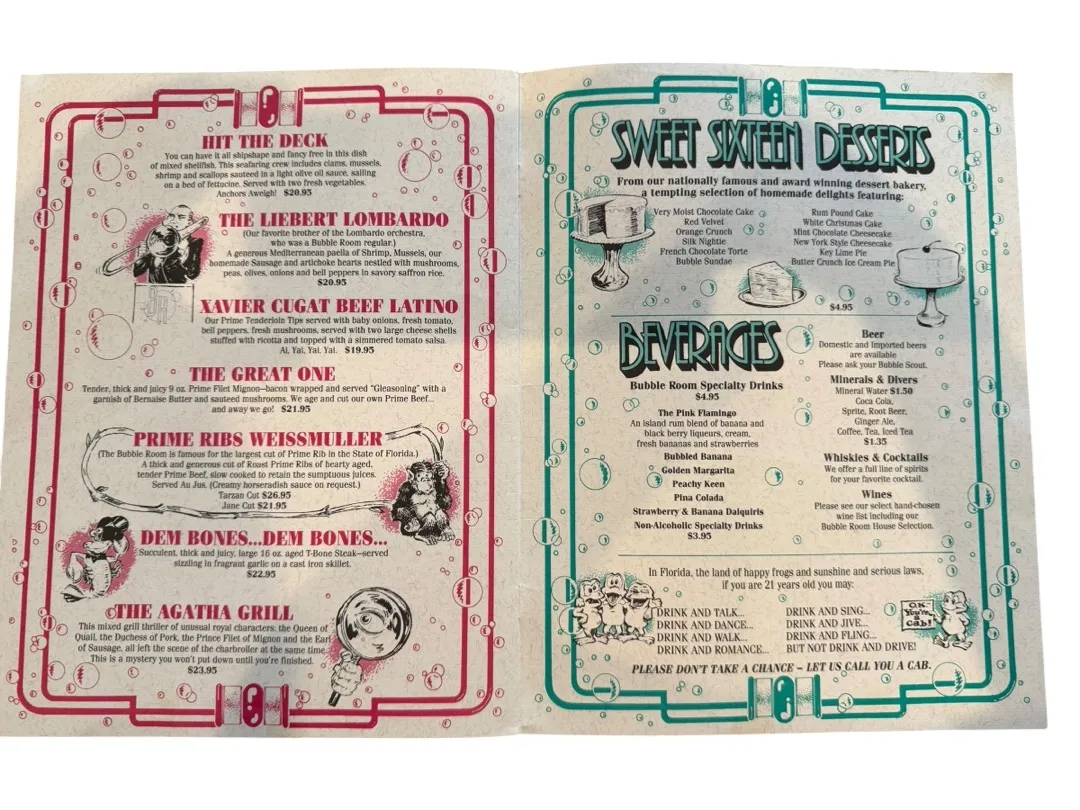 HIT THE DECK
You can have it all shipshape and fancy free in this dish
of mixed shellfish. This seafaring crew includes clams, mussels,
shrimp and scallops sauteed in a light olive oil sauce, sailing
on a bed of fettucine. Served with two fresh vegetables.
Anchors Aweigh! $20.95
THE LIEBERT LOMBARDO
(Our favorite brother of the Lombardo orchestra,
who was a Bubble Room regular.)
A generous Mediterranean paella of Shrimp, Mussels, our
homemade Sausage and artichoke hearts nestled with mushrooms,
peas, olives, onions and bell peppers in savory saffron rice.
$20.95
XAVIER CUGAT BEEF LATINO
Our Prime Tenderloin Tips served with baby onions, fresh tomato,
bell peppers, fresh mushrooms, served with two large cheese shells
stuffed with ricotta and topped with a simmered tomato salsa.
Ai, Yai, Yai, Yai. $19.95
THE GREAT ONE
Tender, thick and juicy 9 oz. Prime Filet Mignon—bacon wrapped and served "Gleasoning" with a
garnish of Bernaise Butter and sauteed mushrooms. We age and cut our own Prime Beef...
and away we go! $21.95
PRIME RIBS WEISSMULLER
(The Bubble Room is famous for the largest cut of Prime Rib in the State of Florida.)
A thick and generous cut of Roast Prime Ribs of hearty aged,
tender Prime Beef, slow cooked to retain the sumptuous juices.
Served Au Jus. (Creamy horseradish sauce on request.)
Tarzan Cut $26.95
Jane Cut $21.95
DEM BONES...DEM BONES...
Succulent, thick and juicy, large 16 oz. aged T-Bone Steak—served
sizzling in fragrant garlic on a cast iron skillet.
$22.95
THE AGATHA GRILL
This mixed grill thriller of unusual royal characters, the Queen of
Quail, the Duchess of Pork, the Prince Filet of Mignon and the Earl
of Sausage, all left the scene of the charbroiler at the same time.
This is a mystery you won't put down until you're finished.
$23.95
SWEET SIXTEEN DESSERTS
From our nationally famous and award winning dessert bakery,
a tempting selection of homemade delights featuring:
Very Moist Chocolate Cake
Red Velvet
Orange Crunch
Silk Nightie
French Chocolate Torte
Bubble Sundae
Rum Pound Cake
White Christmas Cake
Mint Chocolate Cheesecake
New York Style Cheesecake
Key Lime Pie
Butter Crunch Ice Cream Pie
$4.95
BEVERAGES
Bubble Room Specialty Drinks
$4.95
The Pink Flamingo
An island rum blend of banana and
black berry liqueurs, cream,
fresh bananas and strawberries
Bubbled Banana
Golden Margarita
Peachy Keen
Pina Colada
Strawberry & Banana Daiquiris
Non-Alcoholic Specialty Drinks
$3.95
Beer
Domestic and Imported beers
are available
Please ask your Bubble Scout.
Minerals & Divers
Mineral Water $1.50
Coca Cola,
Sprite, Root Beer,
Ginger Ale,
Coffee, Tea, Iced Tea
$1.35
Whiskies & Cocktails
We offer a full line of spirits
for your favorite cocktail.
Wines
Please see our select hand-chosen
wine list including our
Bubble Room House Selection.
In Florida, the land of happy frogs and sunshine and serious laws,
if you are 21 years old you may:
DRINK AND TALK...
DRINK AND DANCE...
DRINK AND WALK...
DRINK AND ROMANCE...
DRINK AND SING...
DRINK AND JIVE...
DRINK AND FLING...
BUT NOT DRINK AND DRIVE!
O.K.
You're
a
cab!
PLEASE DON'T TAKE A CHANCE – LET US CALL YOU A CAB.